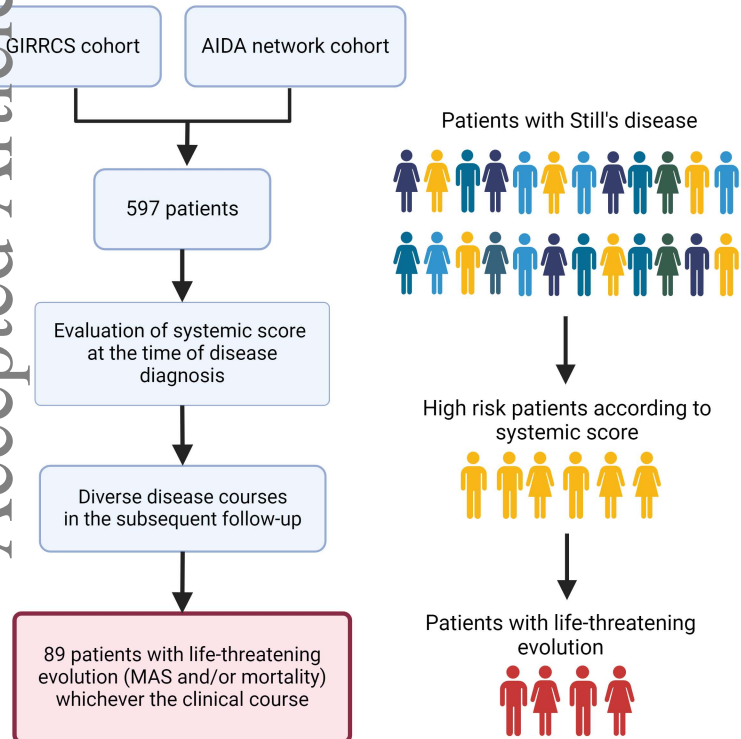 GIRRCS cohort
AIDA network cohort
597 patients
Evaluation of systemic score
at the time of disease
diagnosis
Diverse disease courses
in the subsequent follow-up
89 patients with life-threatening
evolution (MAS and/or mortality)
whichever the clinical course
Patients with Still's disease
High risk patients according to
systemic score
Patients with life-threatening
evolution
Accepted Article